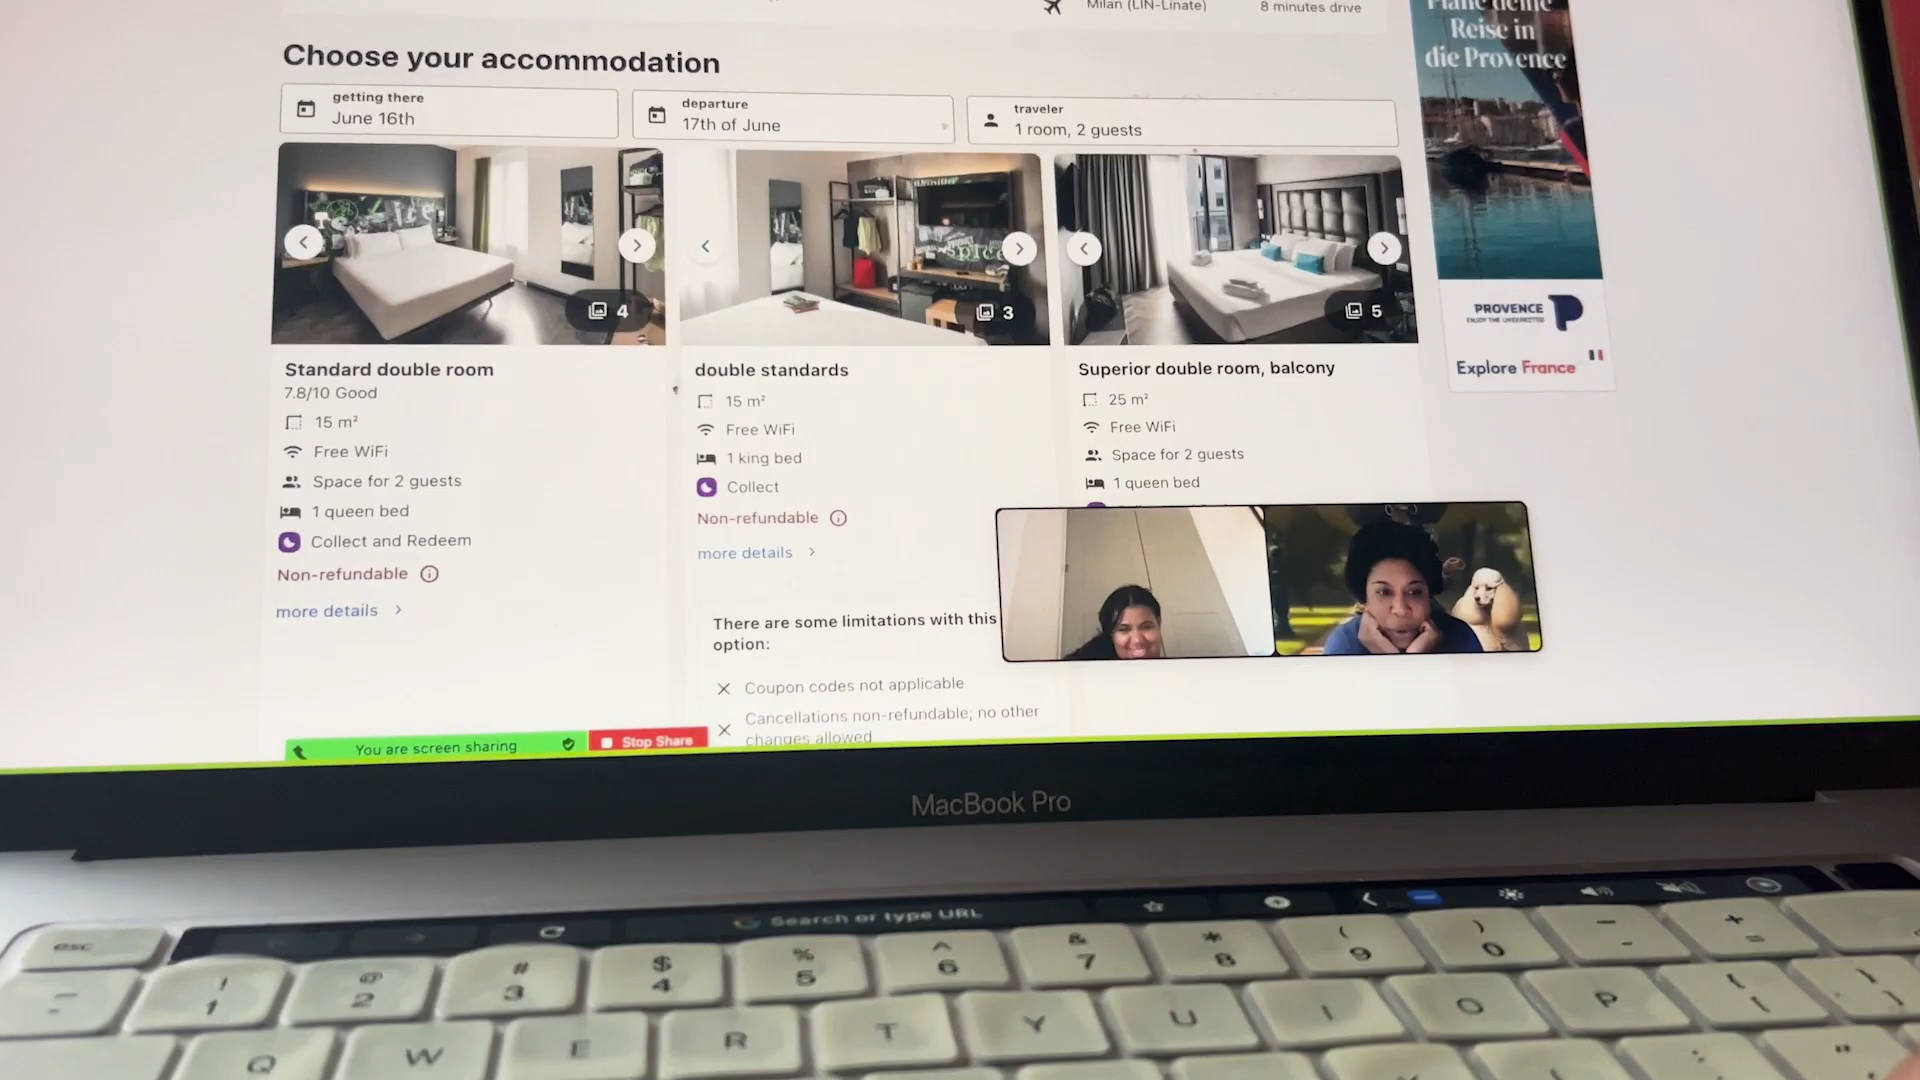 Milan (LIN-Linate)
8 minutes drive
Plane deine
Reise in
die Provence
Choose your accommodation
getting there
June 16th
departure
17th of June
traveler
1 room, 2 guests
4
3
5
PROVENCE
ENJOY THE UNEXPECTED
Explore France
Standard double room
7.8/10 Good
15 m²
Free WiFi
Space for 2 guests
1 queen bed
Collect and Redeem
Non-refundable
more details
double standards
15 m²
Free WiFi
1 king bed
Collect
Non-refundable
more details
There are some limitations with this
option:
Coupon codes not applicable
Cancellations non-refundable; no other
changes allowed
Superior double room, balcony
25 m²
Free WiFi
Space for 2 guests
1 queen bed
You are screen sharing
Stop Share
MacBook Pro
Search or type URL
esc
! 1
@ 2
# 3
$ 4
% 5
^ 6
& 7
* 8
( 9
) 0
_ -
+ =
Q
W
E
R
T
Y
U
I
O
P
{ [
} ]